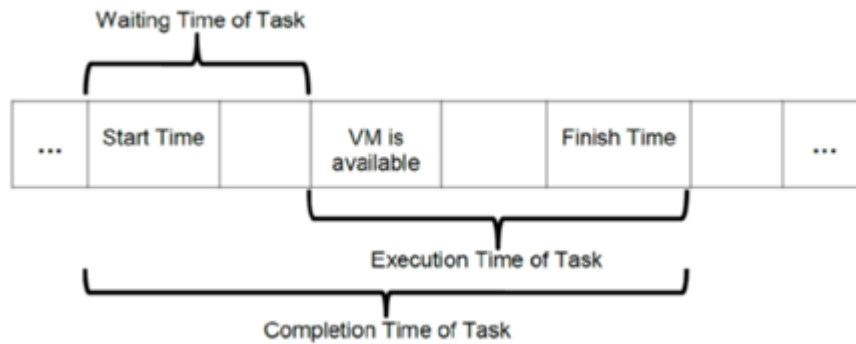 Waiting Time of Task
... Start Time VM is Finish Time ...
available
Execution Time of Task
Completion Time of Task